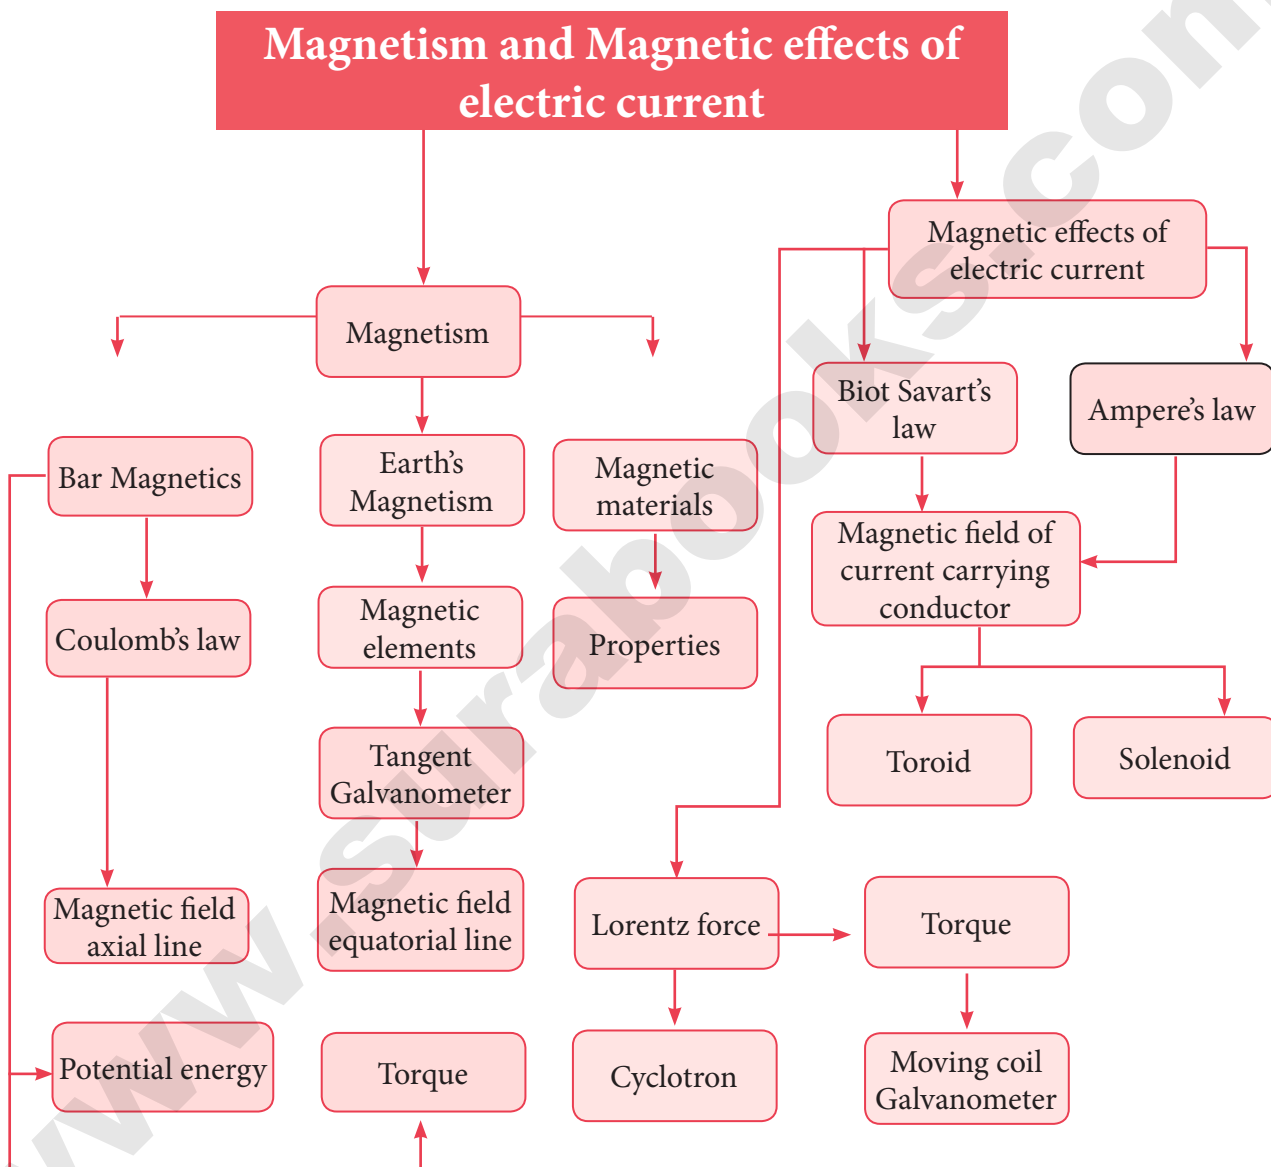 Magnetism and Magnetic effects of
electric current
Magnetic effects of
electric current
Magnetism
Biot Savart's
law
Ampere's law
Bar Magnetics
Earth's
Magnetism
Magnetic
materials
Magnetic field of
current carrying
conductor
Coulomb's law
Magnetic
elements
Properties
Tangent
Galvanometer
Toroid
Solenoid
Magnetic field
axial line
Magnetic field
equatorial line
Lorentz force
Torque
Potential energy
Torque
Cyclotron
Moving coil
Galvanometer
www.surabooks.com